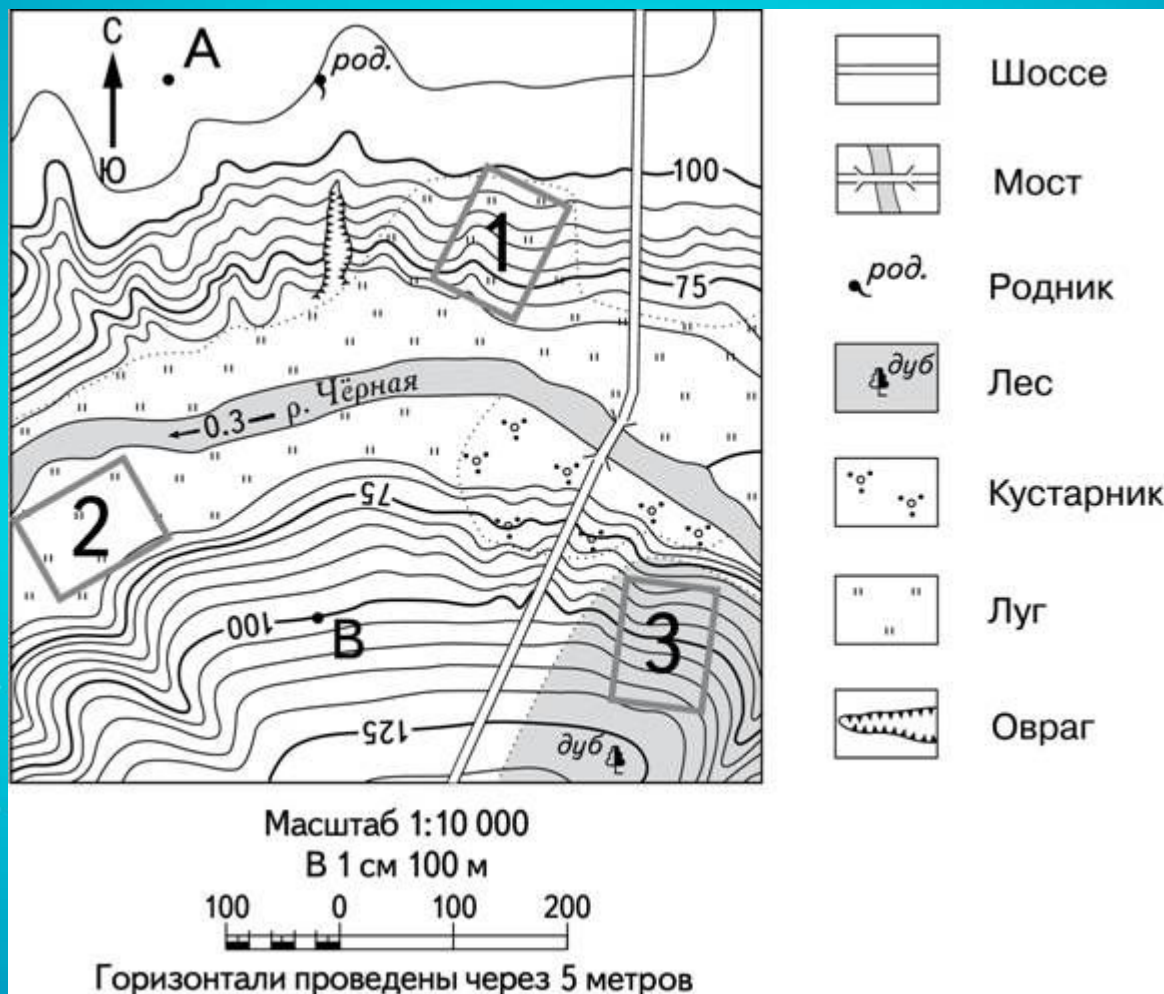 С
А
род.
Ю
100
1
75
0.3 р. Чёрная
75
2
100
В
3
125
дуб
Шоссе
Мост
род.
Родник
дуб
Лес
Кустарник
Луг
Овраг
Масштаб 1:10 000
В 1 см 100 м
100 0 100 200
Горизонтали проведены через 5 метров